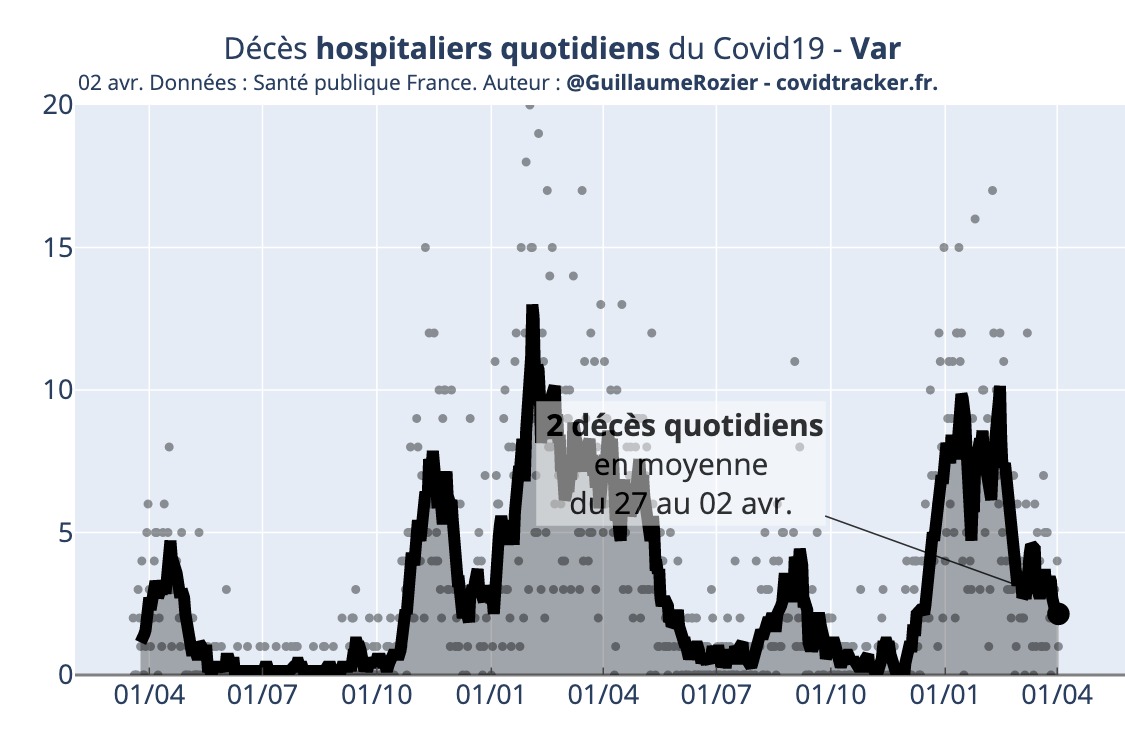 Décès hospitaliers quotidiens du Covid19 - Var
02 avr. Données : Santé publique France. Auteur : @GuillaumeRozier - covidtracker.fr.
20
15
10
5
0
2 décès quotidiens
en moyenne
du 27 au 02 avr.
01/04 01/07 01/10 01/01 01/04 01/07 01/10 01/01 01/04